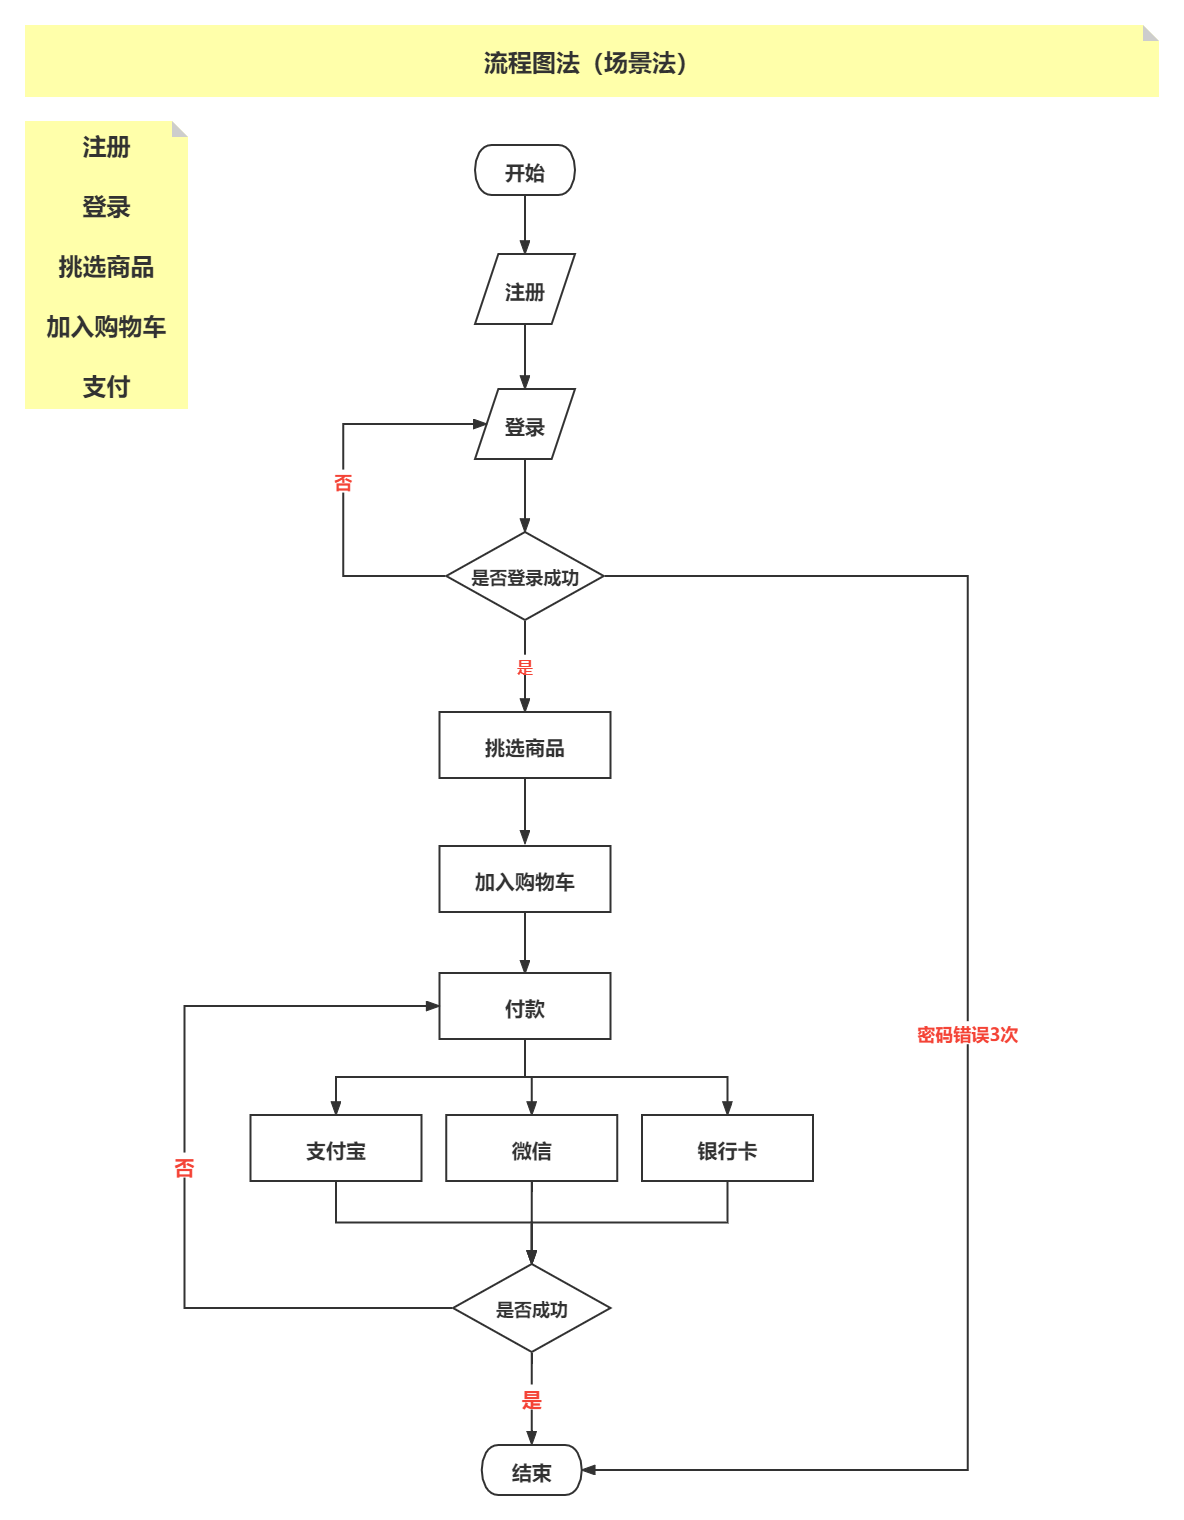 流程图法（场景法）
注册
登录
挑选商品
加入购物车
支付
开始
注册
登录
否
是否登录成功
是
挑选商品
加入购物车
付款
密码错误3次
支付宝
微信
银行卡
否
是否成功
是
结束